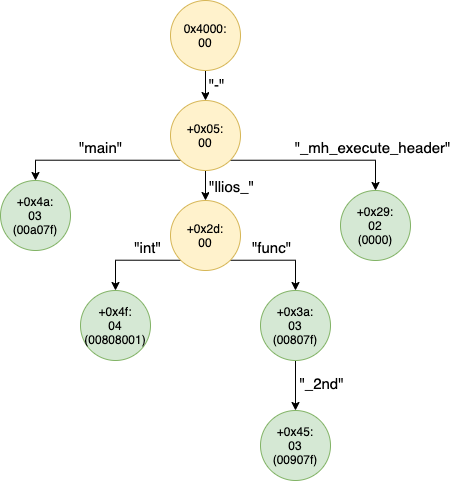 0x4000:
00
"-"
+0x05:
00
"main"
"_mh_execute_header"
"llios_"
+0x4a:
03
(00a07f)
+0x29:
02
(0000)
+0x2d:
00
"int"
"func"
+0x4f:
04
(00808001)
+0x3a:
03
(00807f)
"_2nd"
+0x45:
03
(00907f)